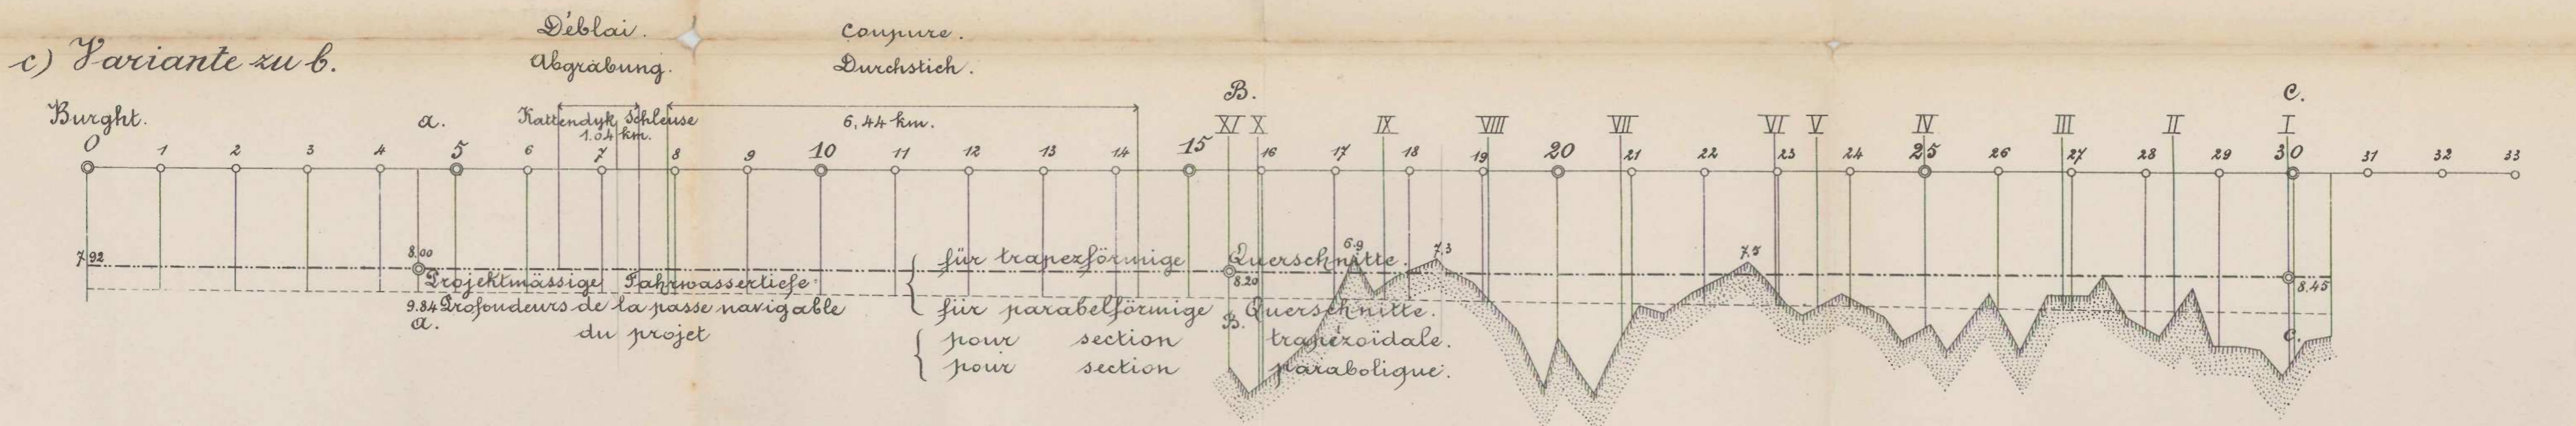 Déblai. Coupure.
c) Variante zu b. Abgrabung. Durchstich.
B. C.
Burght. a. Kattendyk Schleuse 6,44 km. XI X IX VIII VII VI V IV III II I
1.04 km.
0 1 2 3 4 5 6 7 8 9 10 11 12 13 14 15 16 17 18 19 20 21 22 23 24 25 26 27 28 29 30 31 32 33
6.9 7.3 7.5
7.92 8.00 für trapezförmige Querschnitte.
Projektmässige Fahrwassertiefe 8.20 8.45
9.84 Profondeurs de la passe navigable für parabelförmige Querschnitte.
a. B.
du projet pour section trapézoïdale. C.
pour section parabolique.